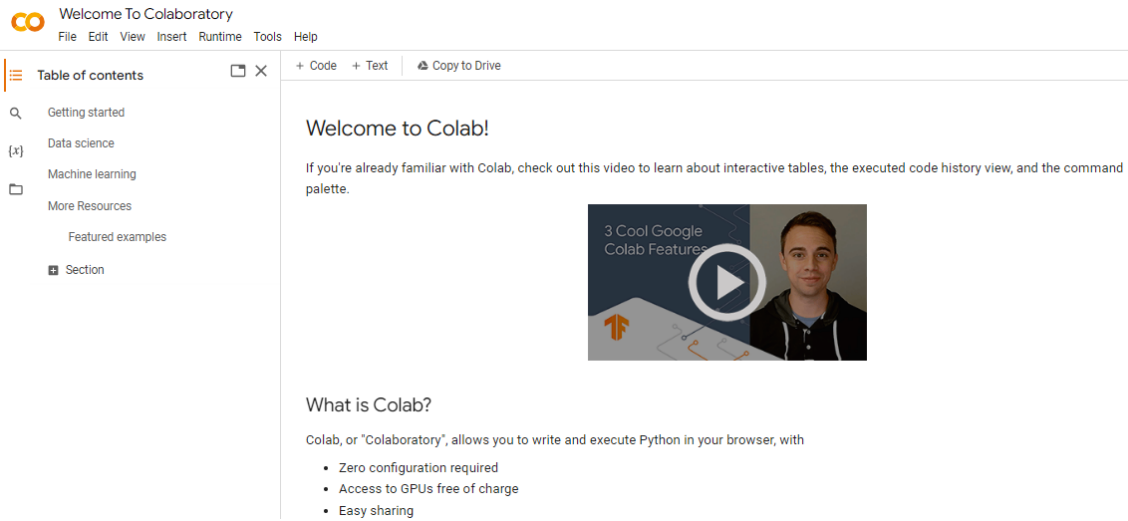 Welcome To Colaboratory
File Edit View Insert Runtime Tools Help
Table of contents
Getting started
Data science
{x}
Machine learning
More Resources
Featured examples
Section
+ Code + Text Copy to Drive
Welcome to Colab!
If you're already familiar with Colab, check out this video to learn about interactive tables, the executed code history view, and the command
palette.
3 Cool Google
Colab Features
What is Colab?
Colab, or "Colaboratory", allows you to write and execute Python in your browser, with
• Zero configuration required
• Access to GPUs free of charge
• Easy sharing